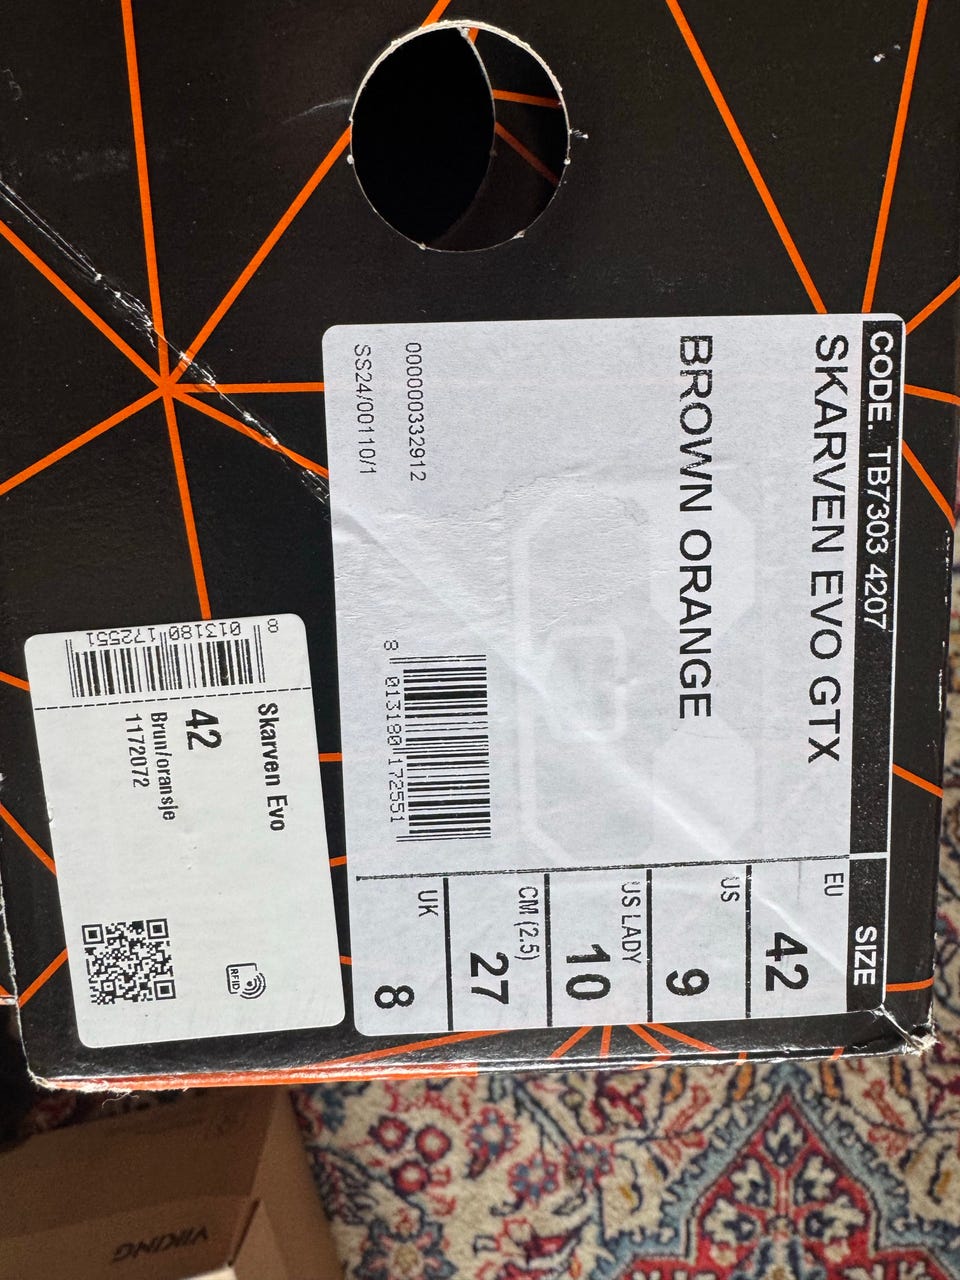 CODE. TB7303 4207
SIZE
SKARVEN EVO GTX
BROWN ORANGE
000000332912
SS24/00110/1
8 013180 172551
EU
42
US
9
US LADY
10
CM (2.5)
27
UK
8
8 013180 172551
Skarven Evo
42
Brun/oransje
1172072
RFID
VIKING